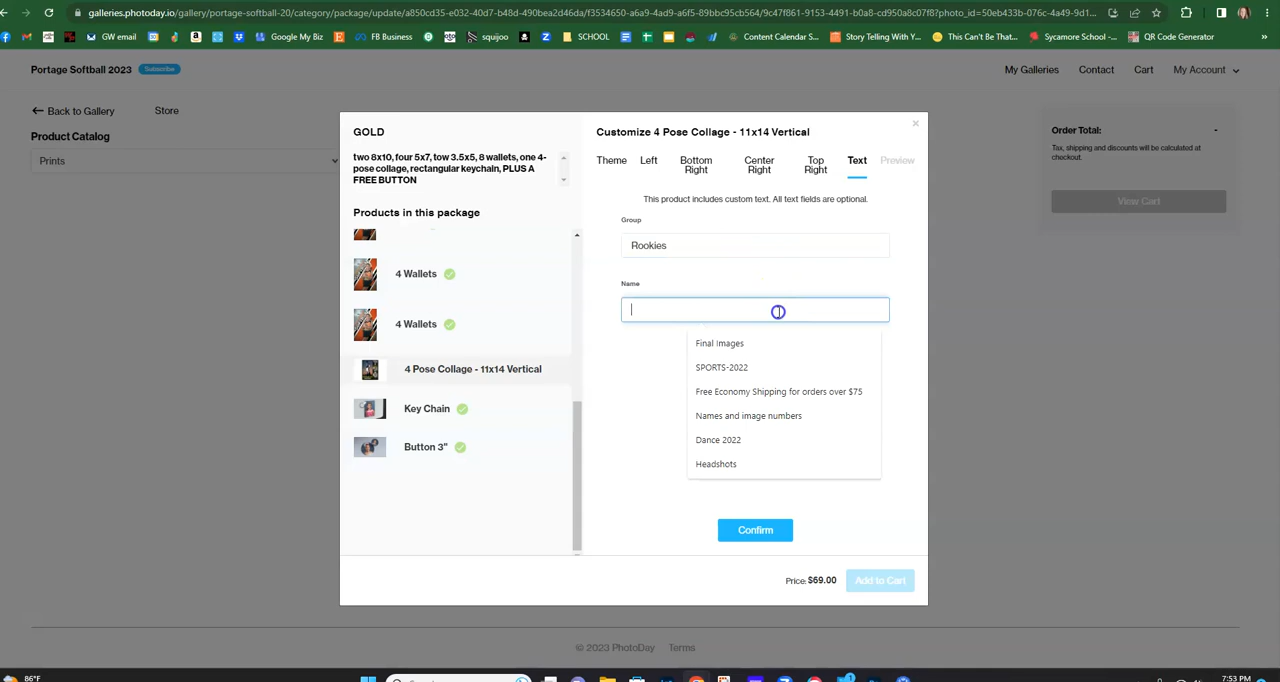 galleries.photoday.io/gallery/portage-softball-20/category/package/update/a850cd35-e032-40d7-b48d-490bea2d46da/f3534650-a6a9-4ad9-a6f5-89bbc95cb564/9c47f861-9153-4491-b0a8-cd950a8c07f8?photo_id=50eb433b-076c-4a49-9d1...
GW email
Google My Biz
FB Business
squijoo
SCHOOL
Content Calendar S...
Story Telling With Y...
This Can't Be That...
Sycamore School -...
QR Code Generator
Portage Softball 2023 Subscribe My Galleries Contact Cart My Account
Back to Gallery Store
Product Catalog
Prints
Order Total: -
Tax, shipping and discounts will be calculated at
checkout.
View Cart
GOLD
two 8x10, four 5x7, tow 3.5x5, 8 wallets, one 4-
pose collage, rectangular keychain, PLUS A
FREE BUTTON
Products in this package
4 Wallets
4 Wallets
4 Pose Collage - 11x14 Vertical
Key Chain
Button 3"
Customize 4 Pose Collage - 11x14 Vertical
×
Theme Left Bottom Right Center Right Top Right Text Preview
This product includes custom text. All text fields are optional.
Group
Rookies
Name
Final Images
SPORTS-2022
Free Economy Shipping for orders over $75
Names and image numbers
Dance 2022
Headshots
Confirm
Price: $69.00 Add to Cart
© 2023 PhotoDay Terms
86°F
7:53 PM